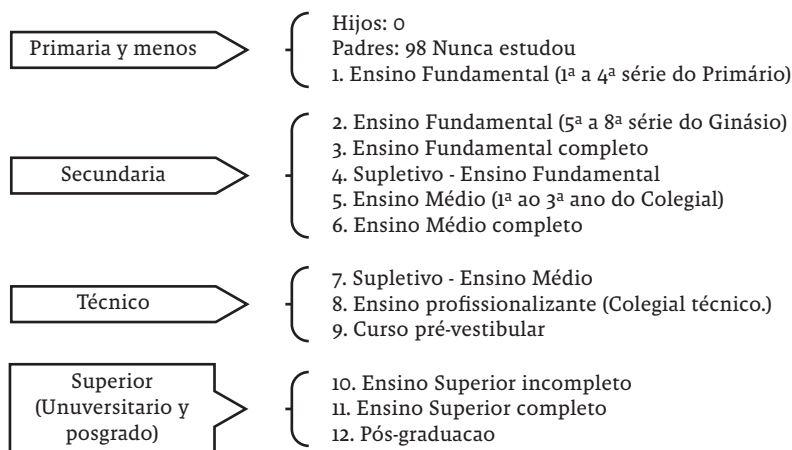 Primaria y menos
Hijos: 0
Padres: 98 Nunca estudou
1. Ensino Fundamental (1ª a 4ª série do Primário)
Secundaria
2. Ensino Fundamental (5ª a 8ª série do Ginásio)
3. Ensino Fundamental completo
4. Supletivo - Ensino Fundamental
5. Ensino Médio (1ª ao 3ª ano do Colegial)
6. Ensino Médio completo
Técnico
7. Supletivo - Ensino Médio
8. Ensino profissionalizante (Colegial técnico.)
9. Curso pré-vestibular
Superior
(Unuversitario y
posgrado)
10. Ensino Superior incompleto
11. Ensino Superior completo
12. Pós-graduacao